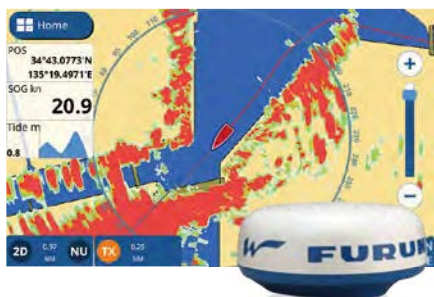 Home
POS
34°43.0773'N
135°19.4971'E
SOG kn
20.9
Tide m
0.8
2D 0.97 NM NU TX 0.25 NM
FURUN